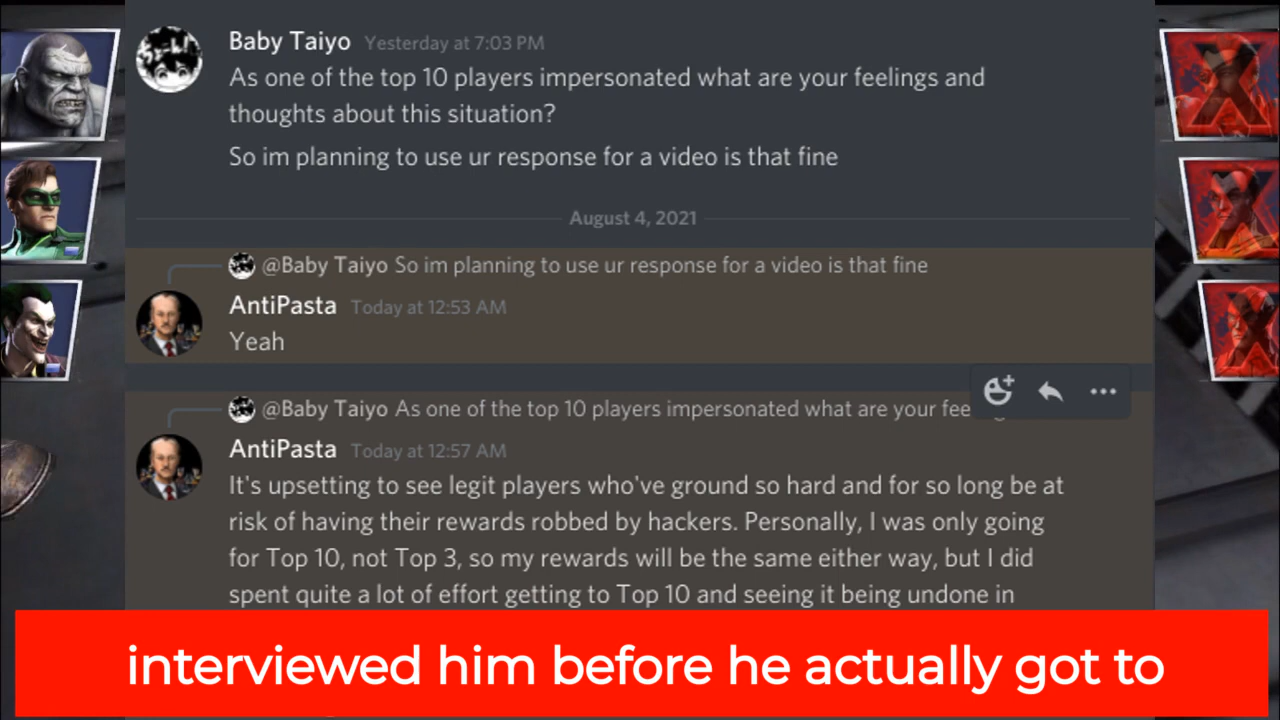 Baby Taiyo Yesterday at 7:03 PM
As one of the top 10 players impersonated what are your feelings and
thoughts about this situation?
So im planning to use ur response for a video is that fine
August 4, 2021
@Baby Taiyo So im planning to use ur response for a video is that fine
AntiPasta Today at 12:53 AM
Yeah
@Baby Taiyo As one of the top 10 players impersonated what are your fee
AntiPasta Today at 12:57 AM
It's upsetting to see legit players who've ground so hard and for so long be at
risk of having their rewards robbed by hackers. Personally, I was only going
for Top 10, not Top 3, so my rewards will be the same either way, but I did
spent quite a lot of effort getting to Top 10 and seeing it being undone in
interviewed him before he actually got to